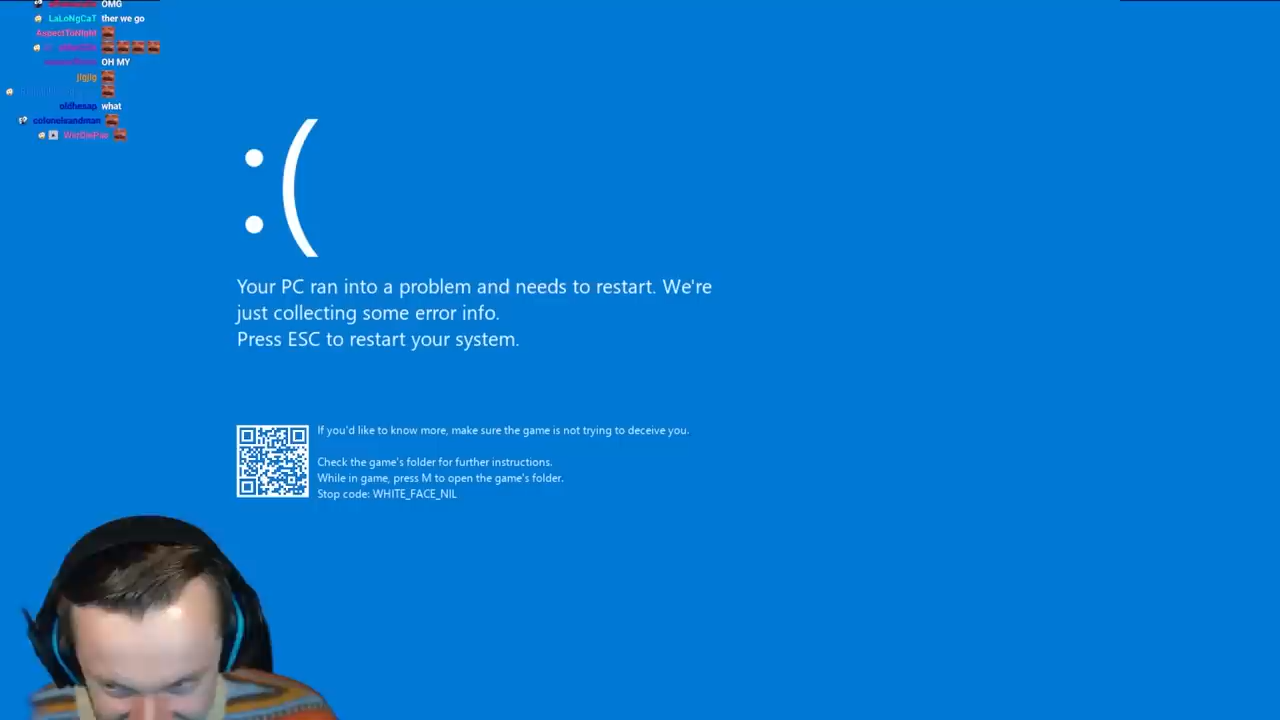 OMG
LaLoNgCaT ther we go
AspectToNight
OH MY
jigjig
oldhesap what
colonelxandman
:(
Your PC ran into a problem and needs to restart. We're
just collecting some error info.
Press ESC to restart your system.
If you'd like to know more, make sure the game is not trying to deceive you.
Check the game's folder for further instructions.
While in game, press M to open the game's folder.
Stop code: WHITE_FACE_NIL